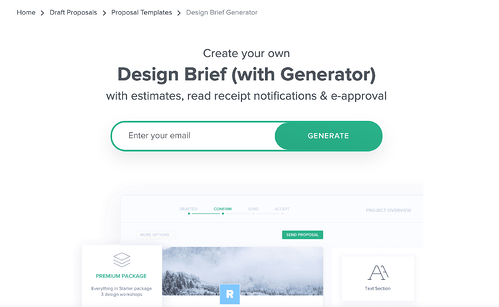 Home > Draft Proposals > Proposal Templates > Design Brief Generator
Create your own
Design Brief (with Generator)
with estimates, read receipt notifications & e-approval
Enter your email
GENERATE
DRAFTED CONFIRM SEND ACCEPT
PROJECT OVERVIEW
MORE OPTIONS
SEND PROPOSAL
PREMIUM PACKAGE
Everything in Starter package
3 design workshops
R
AA
Text Section